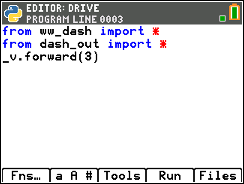 EDITOR: DRIVE
PROGRAM LINE 0003
from ww_dash import *
from dash_out import *
_v.forward(3)
Fns… a A # Tools Run Files